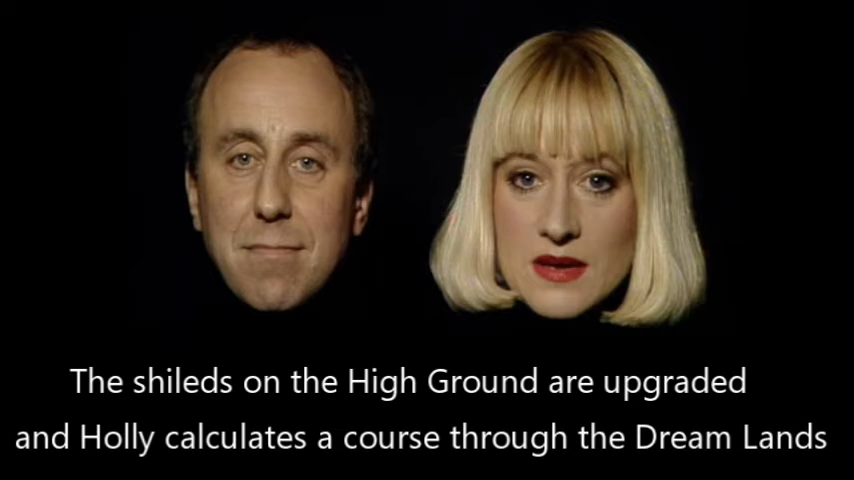 The shileds on the High Ground are upgraded
and Holly calculates a course through the Dream Lands